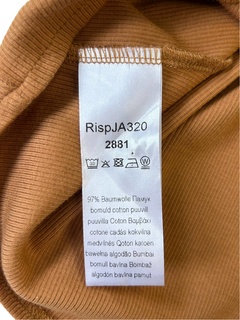 RispJA320
2881
97% Baumwolle Памук
bomuld cotton puuvill
puuvilla Coton Βαμβάκι
cotone cadás kokvilna
medvilnės Qoton katoen
bawełna algodão Bumbac
bomull bavlna Bombaž
algodón bavlna pamut